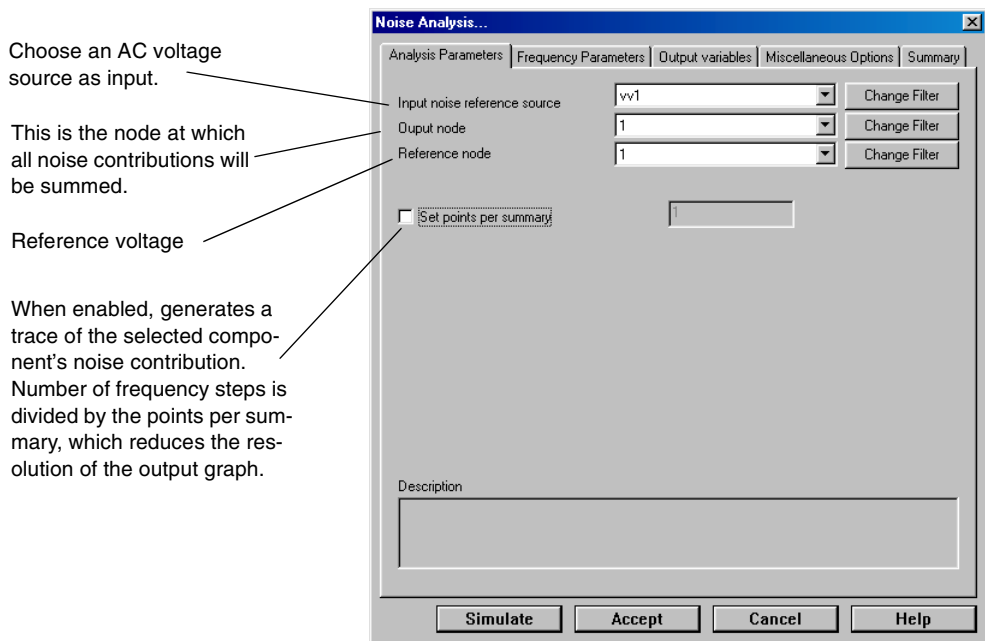 Choose an AC voltage
source as input.
This is the node at which
all noise contributions will
be summed.
Reference voltage
When enabled, generates a
trace of the selected compo-
nent's noise contribution.
Number of frequency steps is
divided by the points per sum-
mary, which reduces the res-
olution of the output graph.
Noise Analysis...
Analysis Parameters Frequency Parameters Output variables Miscellaneous Options Summary
Input noise reference source vv1 Change Filter
Ouput node 1 Change Filter
Reference node 1 Change Filter
Set points per summary 1
Description
Simulate Accept Cancel Help